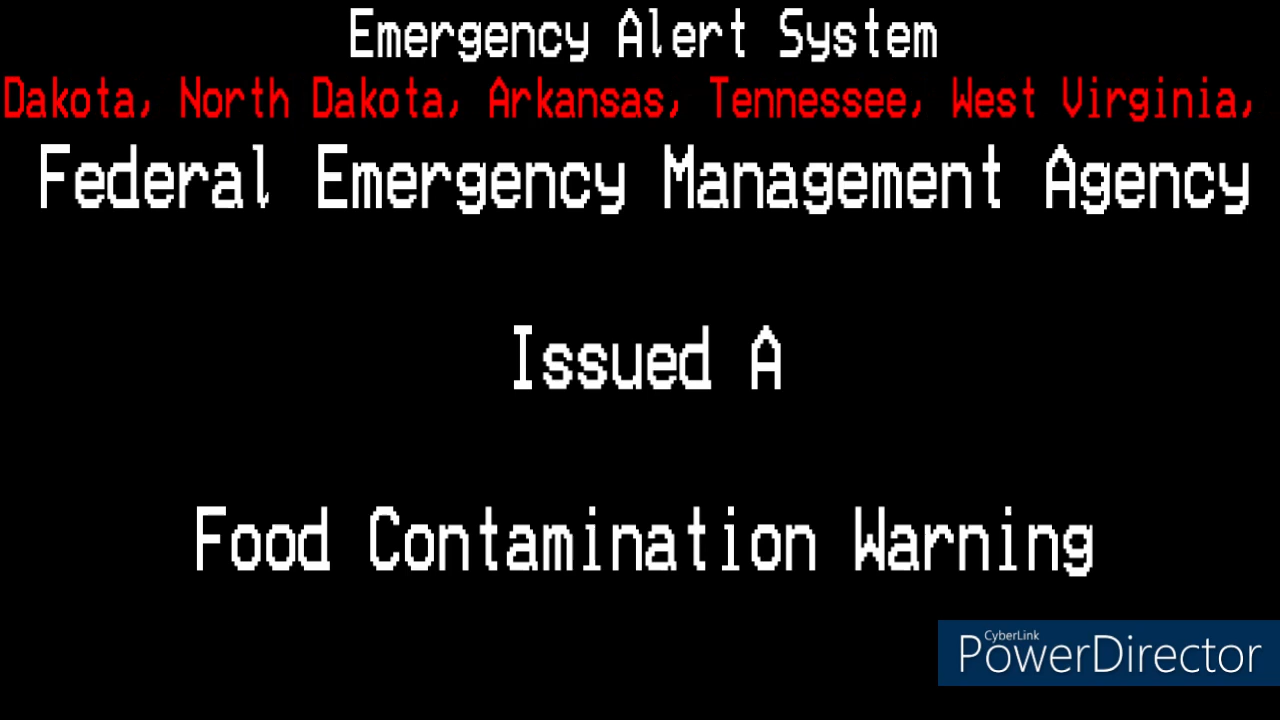 Emergency Alert System
Dakota, North Dakota, Arkansas, Tennessee, West Virginia,
Federal Emergency Management Agency
Issued A
Food Contamination Warning
CyberLink
PowerDirector